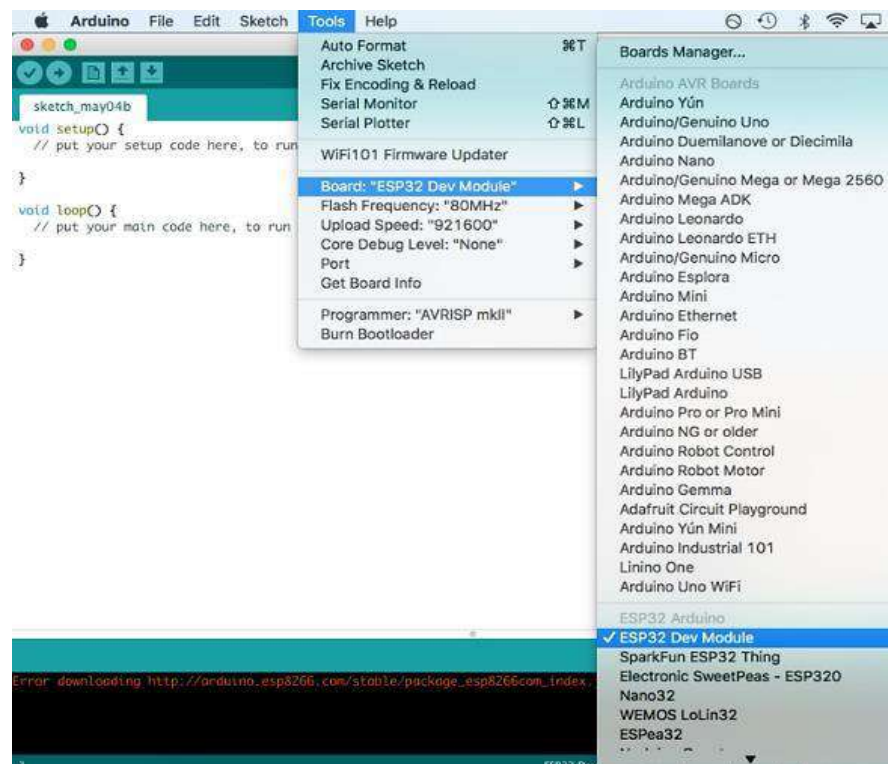 Arduino File Edit Sketch Tools Help
sketch_may04b
void setup() {
// put your setup code here, to run
}
void loop() {
// put your main code here, to run
}
Auto Format ⌘T
Archive Sketch
Fix Encoding & Reload
Serial Monitor ⇧⌘M
Serial Plotter ⇧⌘L
WiFi101 Firmware Updater
Board: "ESP32 Dev Module"
Flash Frequency: "80MHz"
Upload Speed: "921600"
Core Debug Level: "None"
Port
Get Board Info
Programmer: "AVRISP mkII"
Burn Bootloader
Boards Manager...
Arduino AVR Boards
Arduino Yún
Arduino/Genuino Uno
Arduino Duemilanove or Diecimila
Arduino Nano
Arduino/Genuino Mega or Mega 2560
Arduino Mega ADK
Arduino Leonardo
Arduino Leonardo ETH
Arduino/Genuino Micro
Arduino Esplora
Arduino Mini
Arduino Ethernet
Arduino Fio
Arduino BT
LilyPad Arduino USB
LilyPad Arduino
Arduino Pro or Pro Mini
Arduino NG or older
Arduino Robot Control
Arduino Robot Motor
Arduino Gemma
Adafruit Circuit Playground
Arduino Yún Mini
Arduino Industrial 101
Linino One
Arduino Uno WiFi
ESP32 Arduino
✓ ESP32 Dev Module
SparkFun ESP32 Thing
Electronic SweetPeas - ESP320
Nano32
WEMOS LoLin32
ESPea32
Error downloading http://arduino.esp8266.com/stable/package_esp8266com_index.